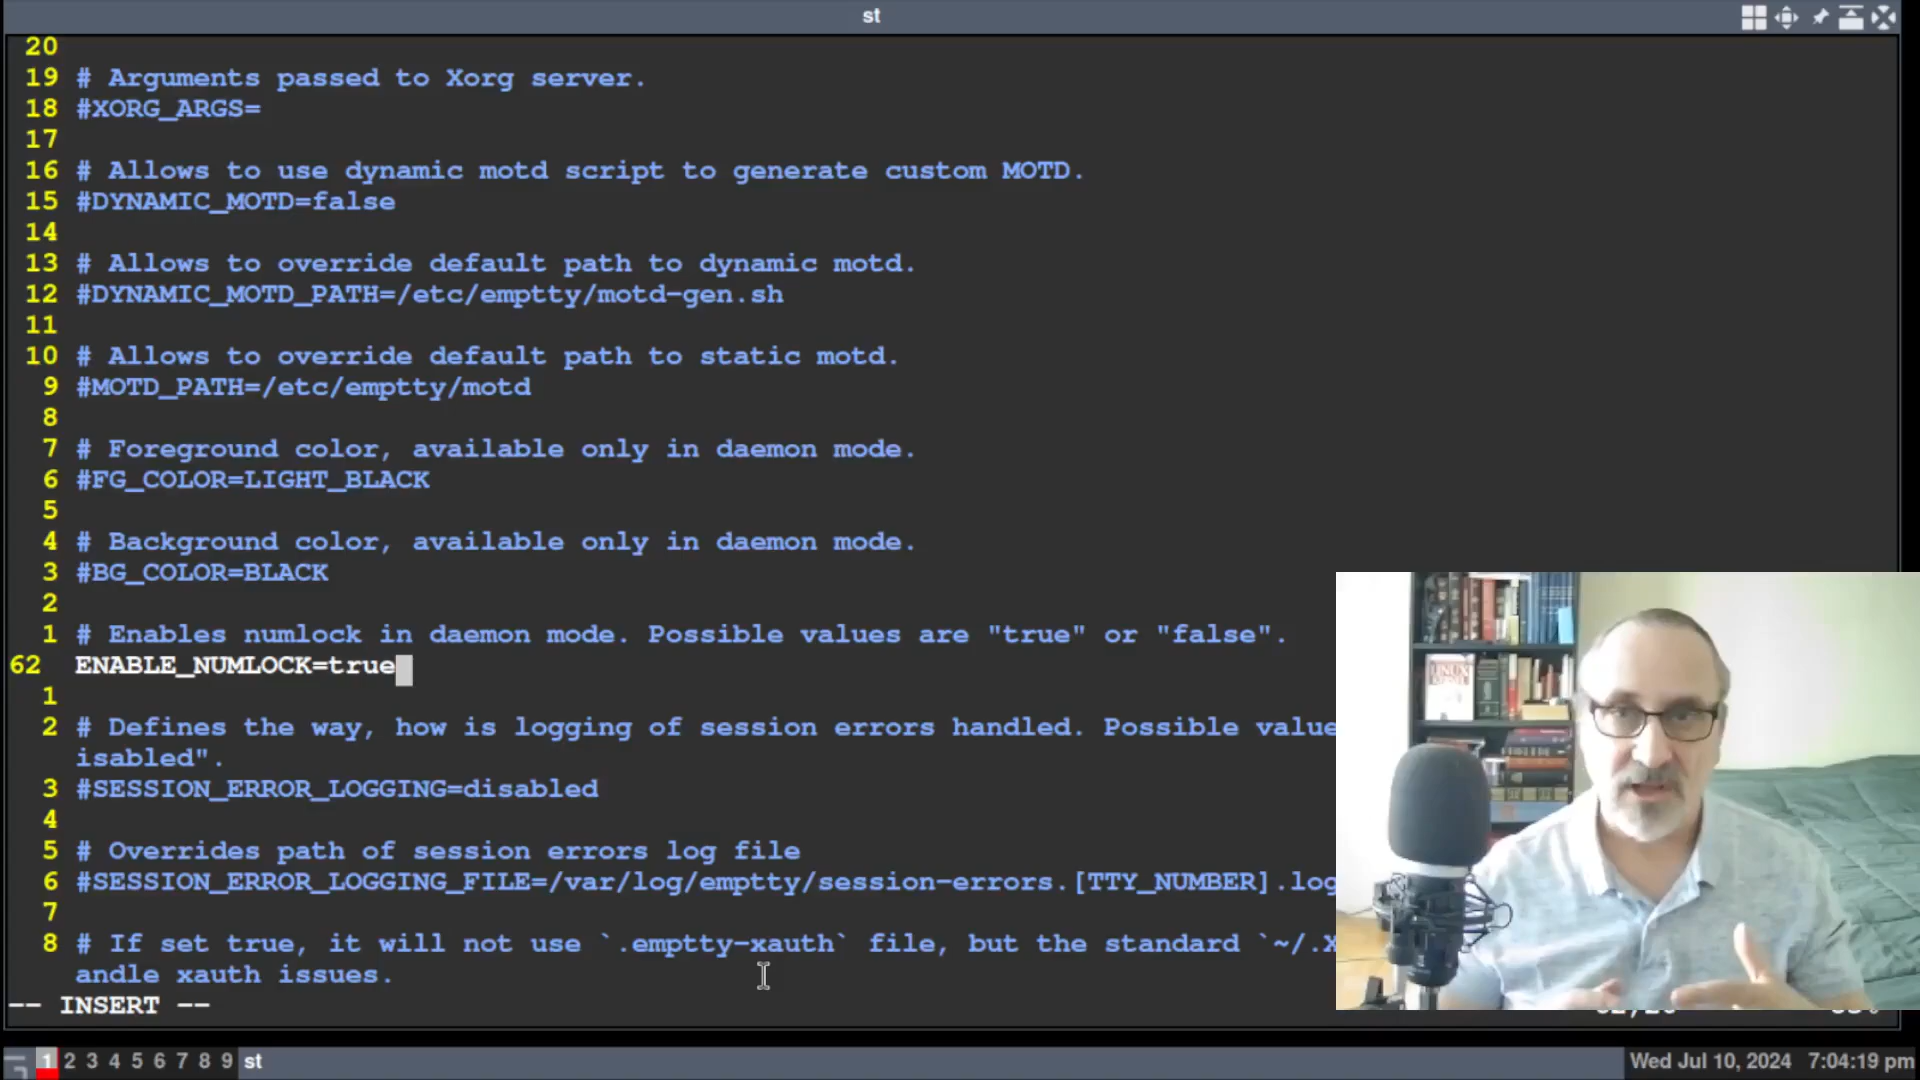 st
20
19 # Arguments passed to Xorg server.
18 #XORG_ARGS=
17
16 # Allows to use dynamic motd script to generate custom MOTD.
15 #DYNAMIC_MOTD=false
14
13 # Allows to override default path to dynamic motd.
12 #DYNAMIC_MOTD_PATH=/etc/emptty/motd-gen.sh
11
10 # Allows to override default path to static motd.
9 #MOTD_PATH=/etc/emptty/motd
8
7 # Foreground color, available only in daemon mode.
6 #FG_COLOR=LIGHT_BLACK
5
4 # Background color, available only in daemon mode.
3 #BG_COLOR=BLACK
2
1 # Enables numlock in daemon mode. Possible values are "true" or "false".
62 ENABLE_NUMLOCK=true
1
2 # Defines the way, how is logging of session errors handled. Possible value
isabled".
3 #SESSION_ERROR_LOGGING=disabled
4
5 # Overrides path of session errors log file
6 #SESSION_ERROR_LOGGING_FILE=/var/log/emptty/session-errors.[TTY_NUMBER].log
7
8 # If set true, it will not use `.emptty-xauth` file, but the standard `~/.X
andle xauth issues.
-- INSERT --
1 2 3 4 5 6 7 8 9 st
Wed Jul 10, 2024 7:04:19 pm